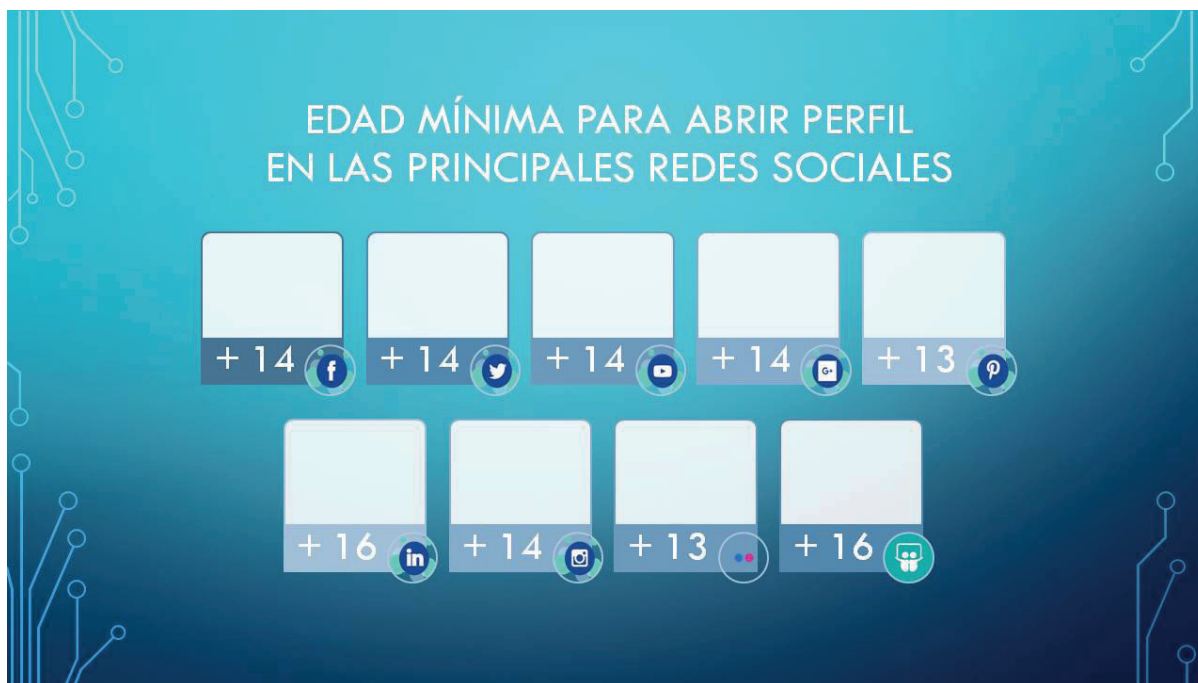 EDAD MÍNIMA PARA ABRIR PERFIL
EN LAS PRINCIPALES REDES SOCIALES
+ 14 f + 14 + 14 + 14 G+ + 13
+ 16 in + 14 + 13 + 16